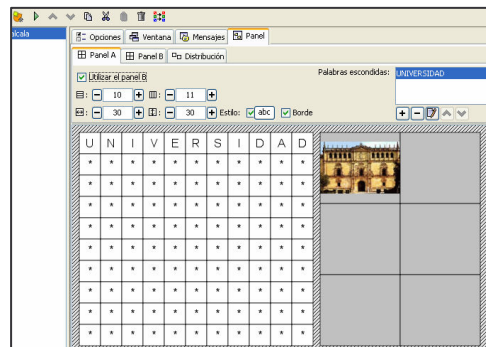 alcala
Opciones Ventana Mensajes Panel
Panel A Panel B Distribución
Utilizar el panel B
Palabras escondidas: UNIVERSIDAD
10 11
30 30 Estilo: abc Borde
U N I V E R S I D A D
* * * * * * * * * * *
* * * * * * * * * * *
* * * * * * * * * * *
* * * * * * * * * * *
* * * * * * * * * * *
* * * * * * * * * * *
* * * * * * * * * * *
* * * * * * * * * * *
* * * * * * * * * * *